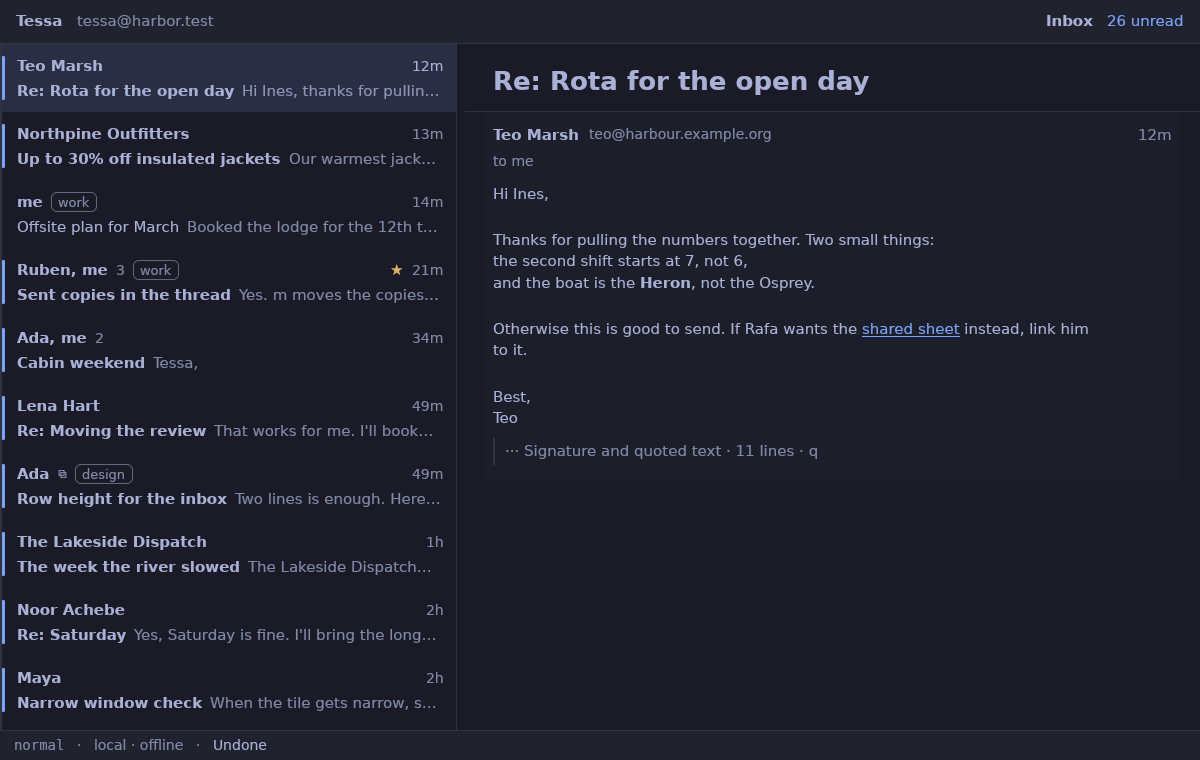 Tessa tessa@harbor.test Inbox 26 unread
Teo Marsh 12m
Re: Rota for the open day Hi Ines, thanks for pullin…
Northpine Outfitters 13m
Up to 30% off insulated jackets Our warmest jack…
me work 14m
Offsite plan for March Booked the lodge for the 12th t…
Ruben, me 3 work ★ 21m
Sent copies in the thread Yes. m moves the copies…
Ada, me 2 34m
Cabin weekend Tessa,
Lena Hart 49m
Re: Moving the review That works for me. I'll book…
Ada design 49m
Row height for the inbox Two lines is enough. Here…
The Lakeside Dispatch 1h
The week the river slowed The Lakeside Dispatch…
Noor Achebe 2h
Re: Saturday Yes, Saturday is fine. I'll bring the long…
Maya 2h
Narrow window check When the tile gets narrow, s…
Re: Rota for the open day
Teo Marsh teo@harbour.example.org 12m
to me
Hi Ines,
Thanks for pulling the numbers together. Two small things:
the second shift starts at 7, not 6,
and the boat is the Heron, not the Osprey.
Otherwise this is good to send. If Rafa wants the shared sheet instead, link him
to it.
Best,
Teo
··· Signature and quoted text · 11 lines · q
normal · local · offline · Undone